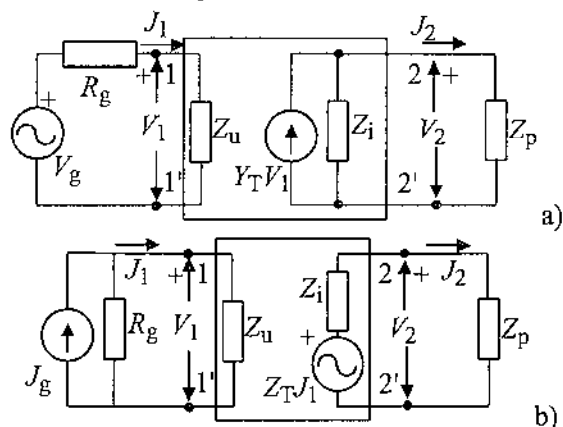 J1 J2
Rg + 1 2 +
Vg + V1 Zu YTV1 Zi V2 Zp
1' 2'
a)
J1 J2
+ 1 Zi 2 +
Jg Rg V1 Zu + V2 Zp
1' ZTJ1 2'
b)